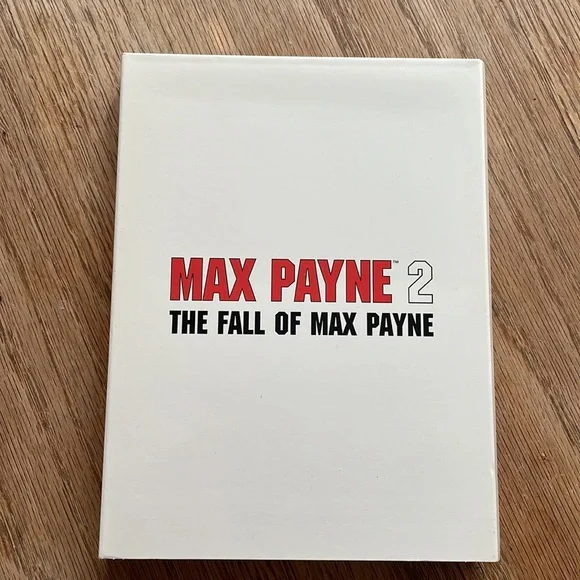 MAX PAYNE™ 2
THE FALL OF MAX PAYNE